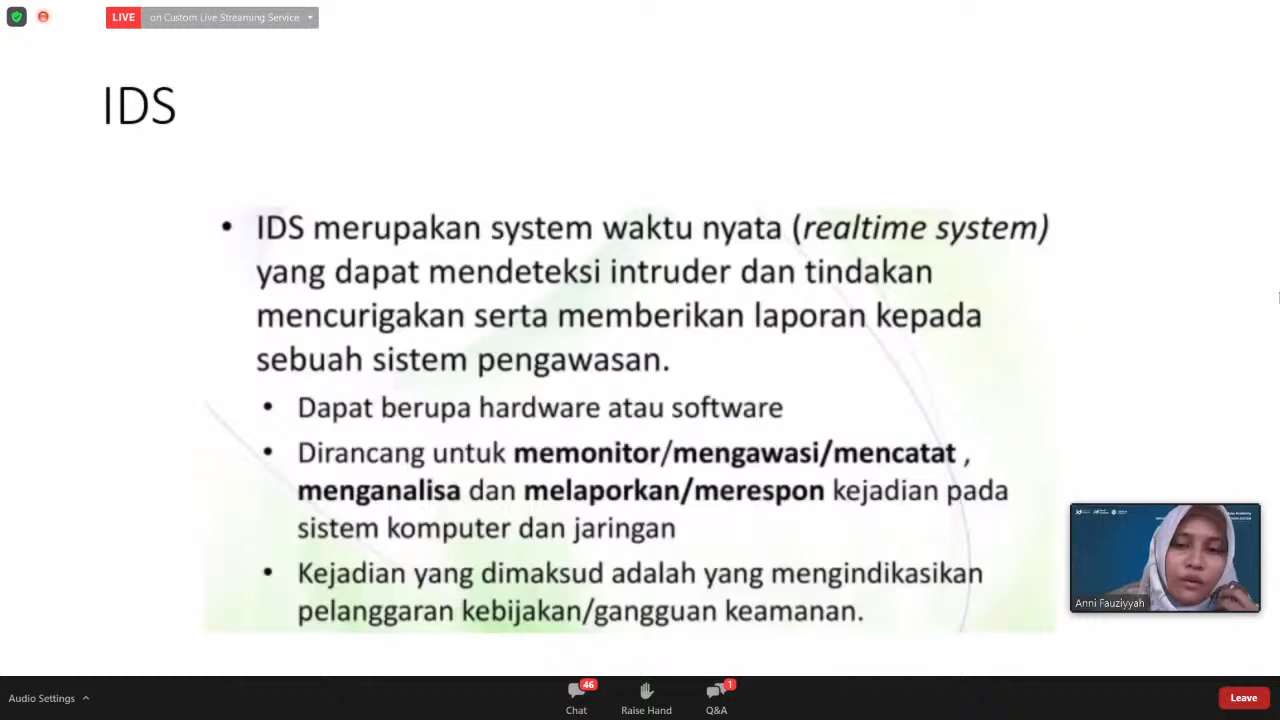 LIVE on Custom Live Streaming Service
IDS
• IDS merupakan system waktu nyata (realtime system)
yang dapat mendeteksi intruder dan tindakan
mencurigakan serta memberikan laporan kepada
sebuah sistem pengawasan.
• Dapat berupa hardware atau software
• Dirancang untuk memonitor/mengawasi/mencatat ,
menganalisa dan melaporkan/merespon kejadian pada
sistem komputer dan jaringan
• Kejadian yang dimaksud adalah yang mengindikasikan
pelanggaran kebijakan/gangguan keamanan.
Anni Fauziyyah
Audio Settings
46
Chat
Raise Hand
1
Q&A
Leave